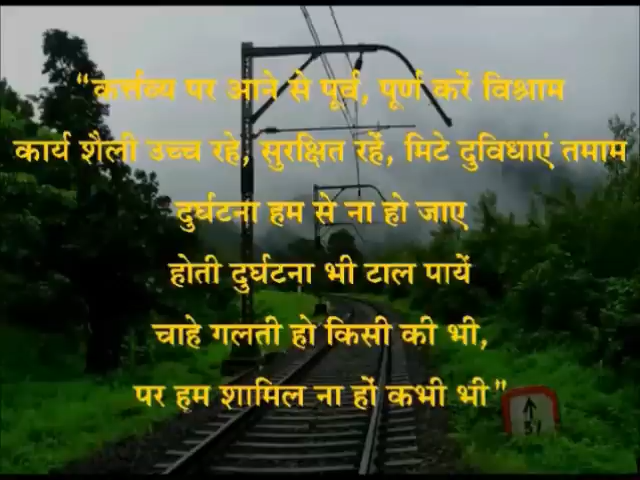 “कर्त्तव्य पर आने से पूर्व, पूर्ण करें विश्राम
कार्य शैली उच्च रहे, सुरक्षित रहें, मिटे दुविधाएं तमाम
दुर्घटना हम से ना हो जाए
होती दुर्घटना भी टाल पायें
चाहे गलती हो किसी की भी,
पर हम शामिल ना हों कभी भी”